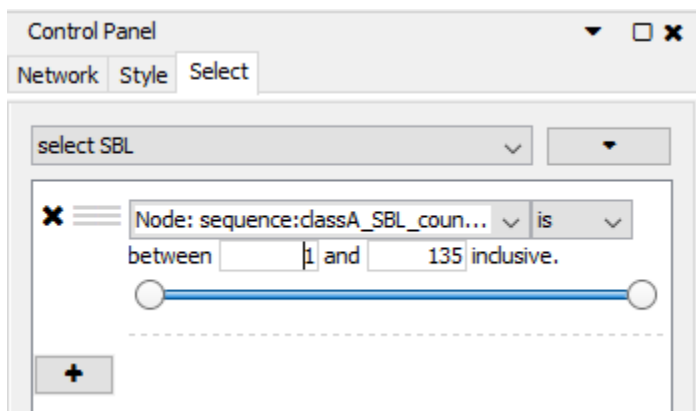 Control Panel
Network Style Select
select SBL
Node: sequence:classA_SBL_coun... is
between 1 and 135 inclusive.